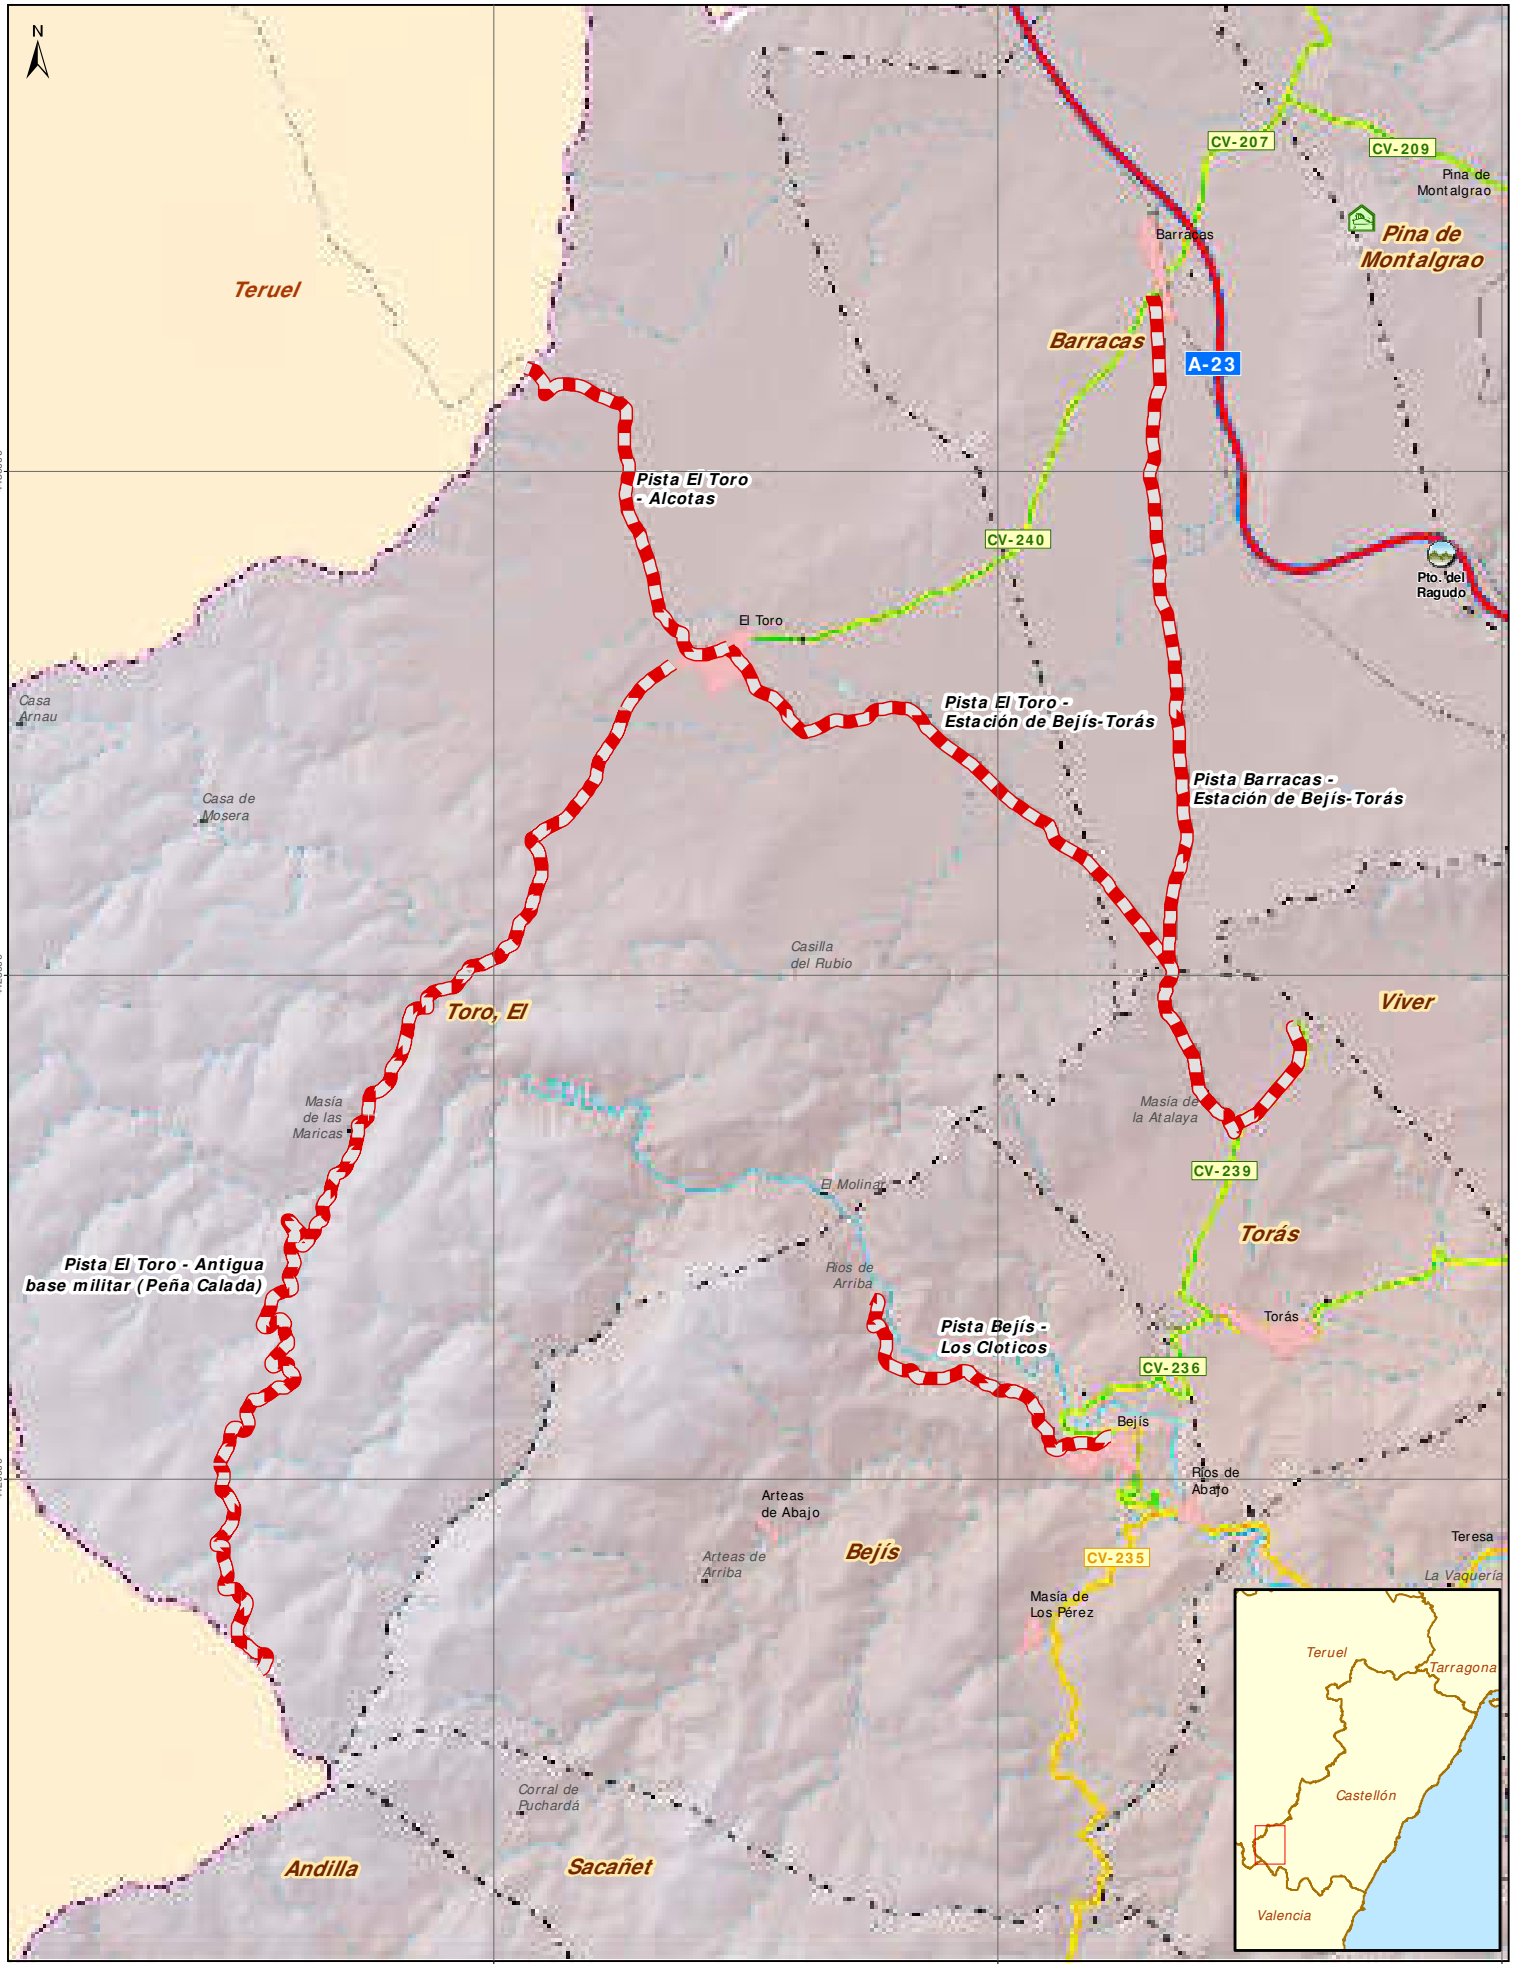 N
CV-207
CV-209
Pina de
Montalgrao
Barracas
Pina de
Montalgrao
Teruel
Barracas
A-23
Pista El Toro
- Alcotas
CV-240
Pto. del
Ragudo
El Toro
Casa
Arnau
Pista El Toro -
Estación de Bejís-Torás
Pista Barracas -
Estación de Bejís-Torás
Casa de
Mosera
Casilla
del Rubio
Toro, El
Viver
Masía
de las
Maricas
Masía de
la Atalaya
CV-239
El Molinar
Torás
Pista El Toro - Antigua
base militar (Peña Calada)
Rios de
Arriba
Torás
Pista Bejís -
Los Cloticos
CV-236
Bejís
Ríos de
Abajo
Arteas
de Abajo
Bejís
Arteas de
Arriba
CV-235
Teresa
La Vaquería
Masía de
Los Pérez
Teruel
Tarragona
Castellón
Valencia
Corral de
Puchardá
Andilla
Sacañet